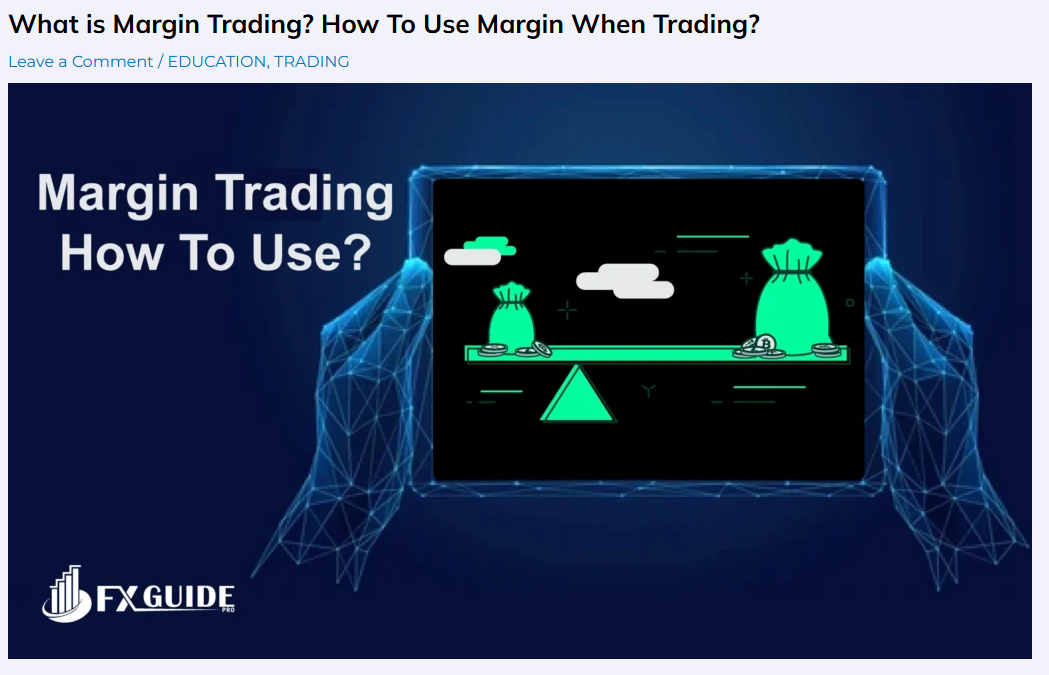 What is Margin Trading? How To Use Margin When Trading?
Leave a Comment / EDUCATION, TRADING
Margin Trading
How To Use?
FX GUIDE
PRO